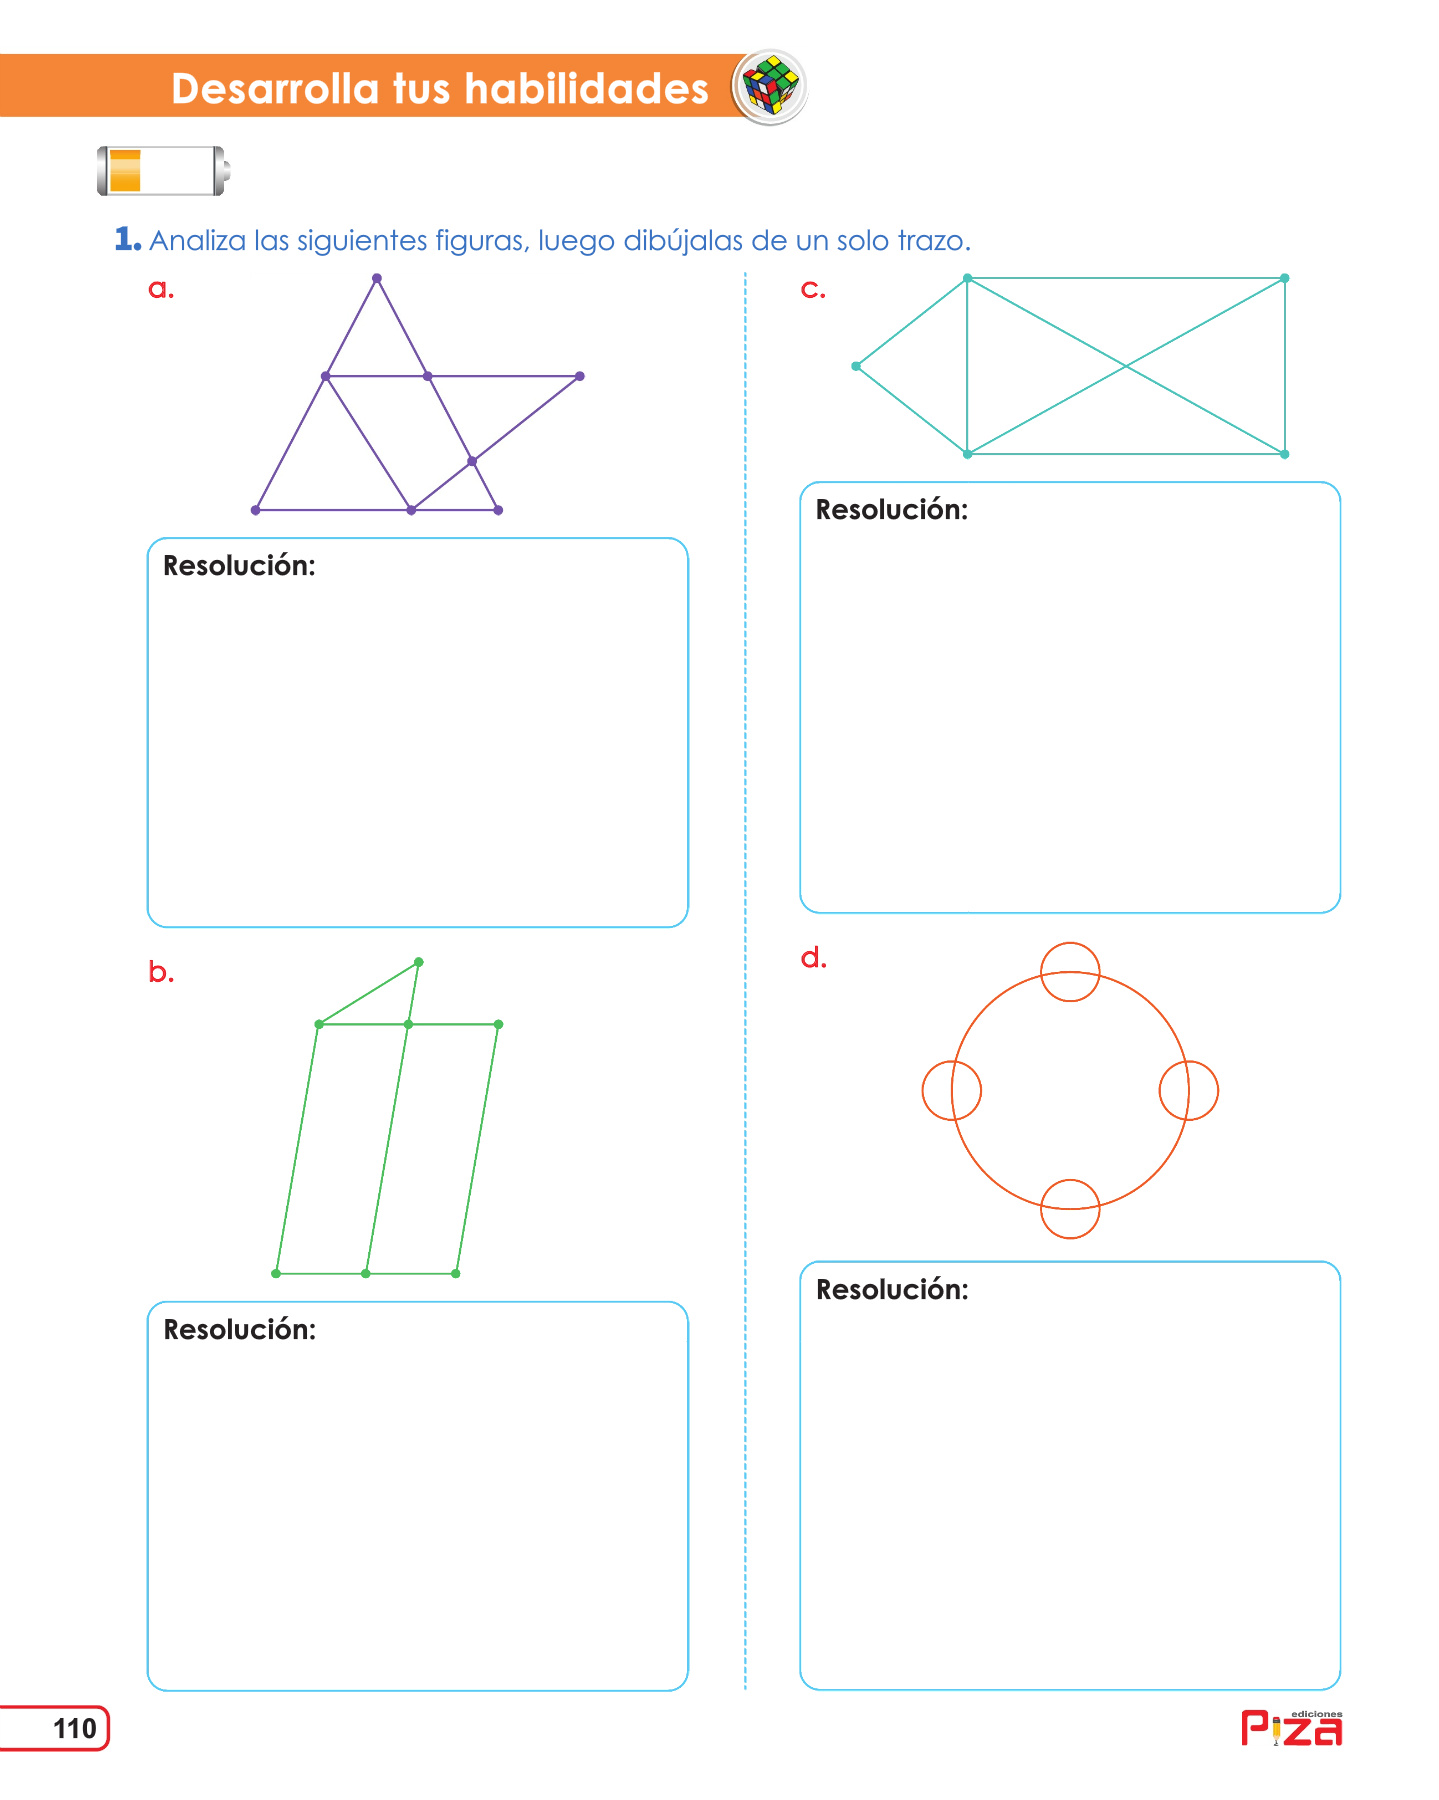 Desarrolla tus habilidades
1. Analiza las siguientes figuras, luego dibújalas de un solo trazo.
a.
Resolución:
b.
Resolución:
c.
Resolución:
d.
Resolución:
110
ediciones
Piza